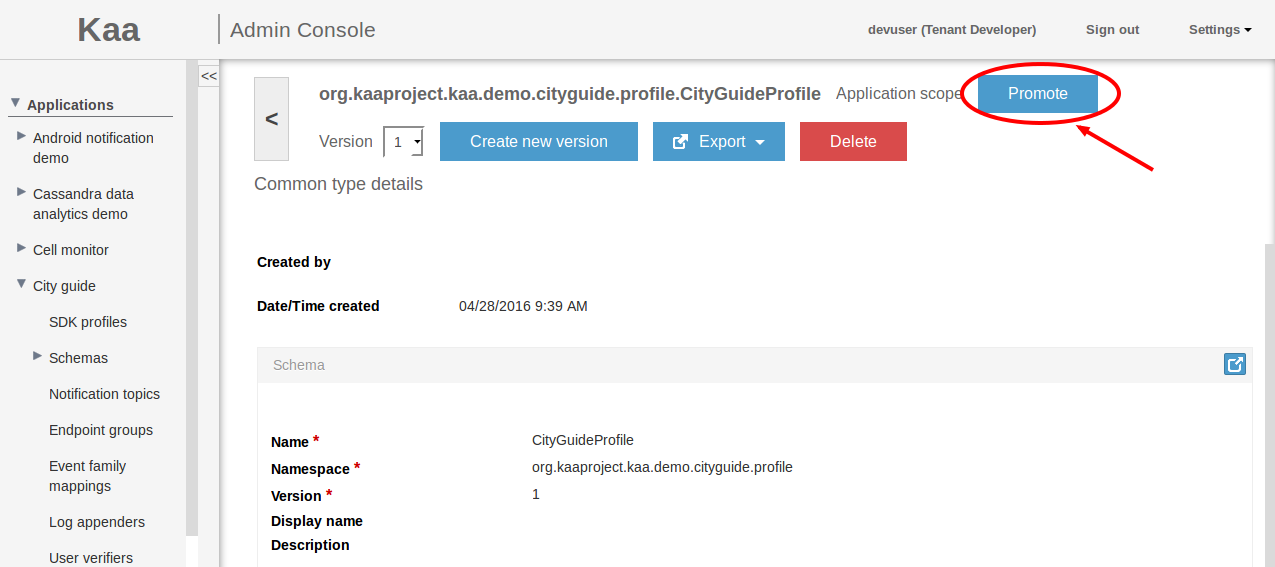 Kaa
Admin Console
devuser (Tenant Developer)
Sign out
Settings
<<
Applications
Android notification
demo
Cassandra data
analytics demo
Cell monitor
City guide
SDK profiles
Schemas
Notification topics
Endpoint groups
Event family
mappings
Log appenders
User verifiers
<
org.kaaproject.kaa.demo.cityguide.profile.CityGuideProfile
Application scope
Promote
Version
1
Create new version
Export
Delete
Common type details
Created by
Date/Time created 04/28/2016 9:39 AM
Schema
Name * CityGuideProfile
Namespace * org.kaaproject.kaa.demo.cityguide.profile
Version * 1
Display name
Description